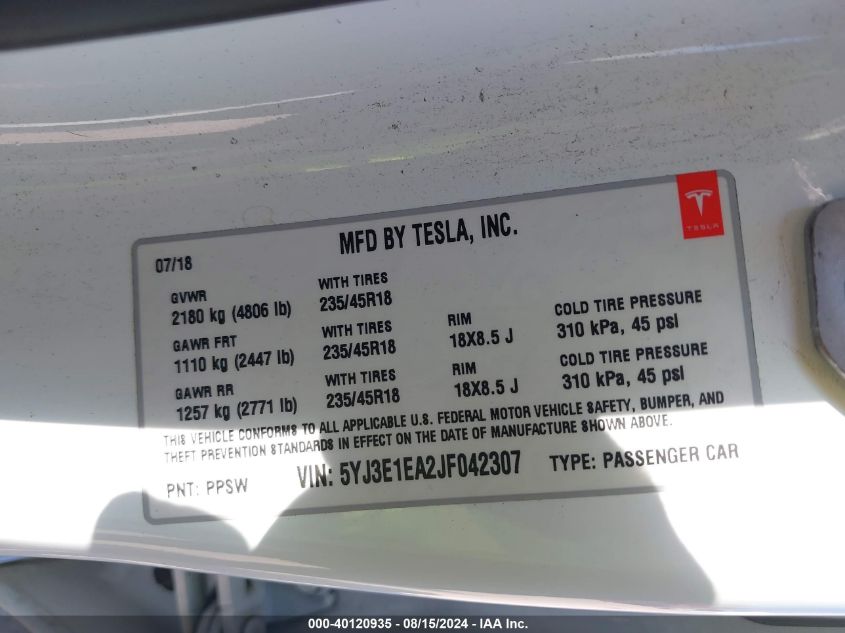 MFD BY TESLA, INC.
TESLA
07/18
GVWR
2180 kg (4806 lb)
WITH TIRES
235/45R18
GAWR FRT
1110 kg (2447 lb)
WITH TIRES
235/45R18
RIM
18X8.5 J
COLD TIRE PRESSURE
310 kPa, 45 psi
GAWR RR
1257 kg (2771 lb)
WITH TIRES
235/45R18
RIM
18X8.5 J
COLD TIRE PRESSURE
310 kPa, 45 psi
THIS VEHICLE CONFORMS TO ALL APPLICABLE U.S. FEDERAL MOTOR VEHICLE SAFETY, BUMPER, AND
THEFT PREVENTION STANDARDS IN EFFECT ON THE DATE OF MANUFACTURE SHOWN ABOVE.
PNT: PPSW
VIN: 5YJ3E1EA2JF042307
TYPE: PASSENGER CAR
000-40120935 - 08/15/2024 - IAA Inc.